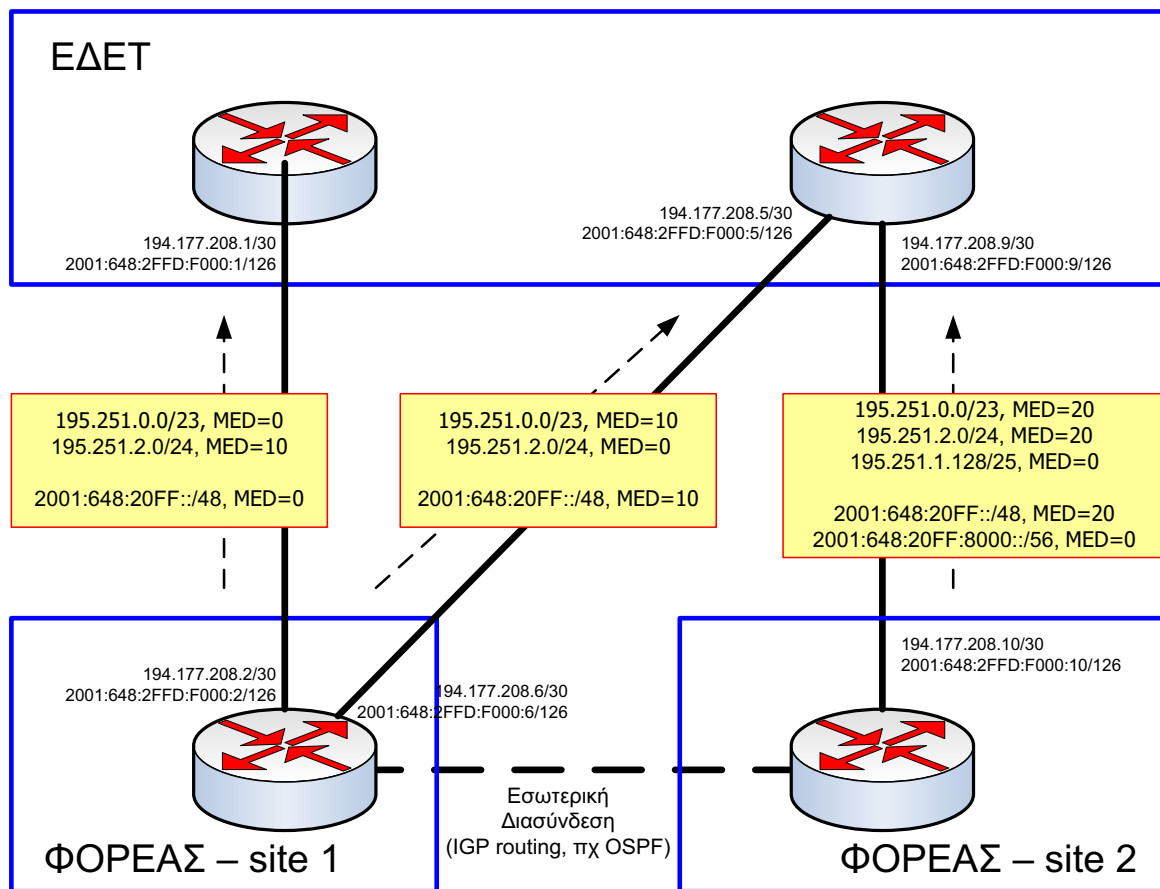 ΕΔΕΤ
194.177.208.1/30
2001:648:2FFD:F000:1/126
194.177.208.5/30
2001:648:2FFD:F000:5/126
194.177.208.9/30
2001:648:2FFD:F000:9/126
195.251.0.0/23, MED=0
195.251.2.0/24, MED=10
2001:648:20FF::/48, MED=0
195.251.0.0/23, MED=10
195.251.2.0/24, MED=0
2001:648:20FF::/48, MED=10
195.251.0.0/23, MED=20
195.251.2.0/24, MED=20
195.251.1.128/25, MED=0
2001:648:20FF::/48, MED=20
2001:648:20FF:8000::/56, MED=0
194.177.208.2/30
2001:648:2FFD:F000:2/126
194.177.208.6/30
2001:648:2FFD:F000:6/126
194.177.208.10/30
2001:648:2FFD:F000:10/126
Εσωτερική
Διασύνδεση
(IGP routing, πχ OSPF)
ΦΟΡΕΑΣ – site 1
ΦΟΡΕΑΣ – site 2